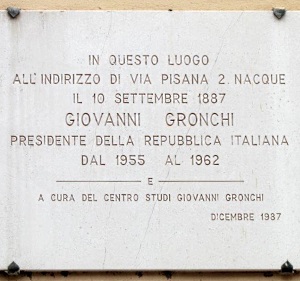 IN QUESTO LUOGO
ALL'INDIRIZZO DI VIA PISANA 2. NACQUE
IL 10 SETTEMBRE 1887
GIOVANNI GRONCHI
PRESIDENTE DELLA REPUBBLICA ITALIANA
DAL 1955 AL 1962
E
A CURA DEL CENTRO STUDI GIOVANNI GRONCHI
DICEMBRE 1987